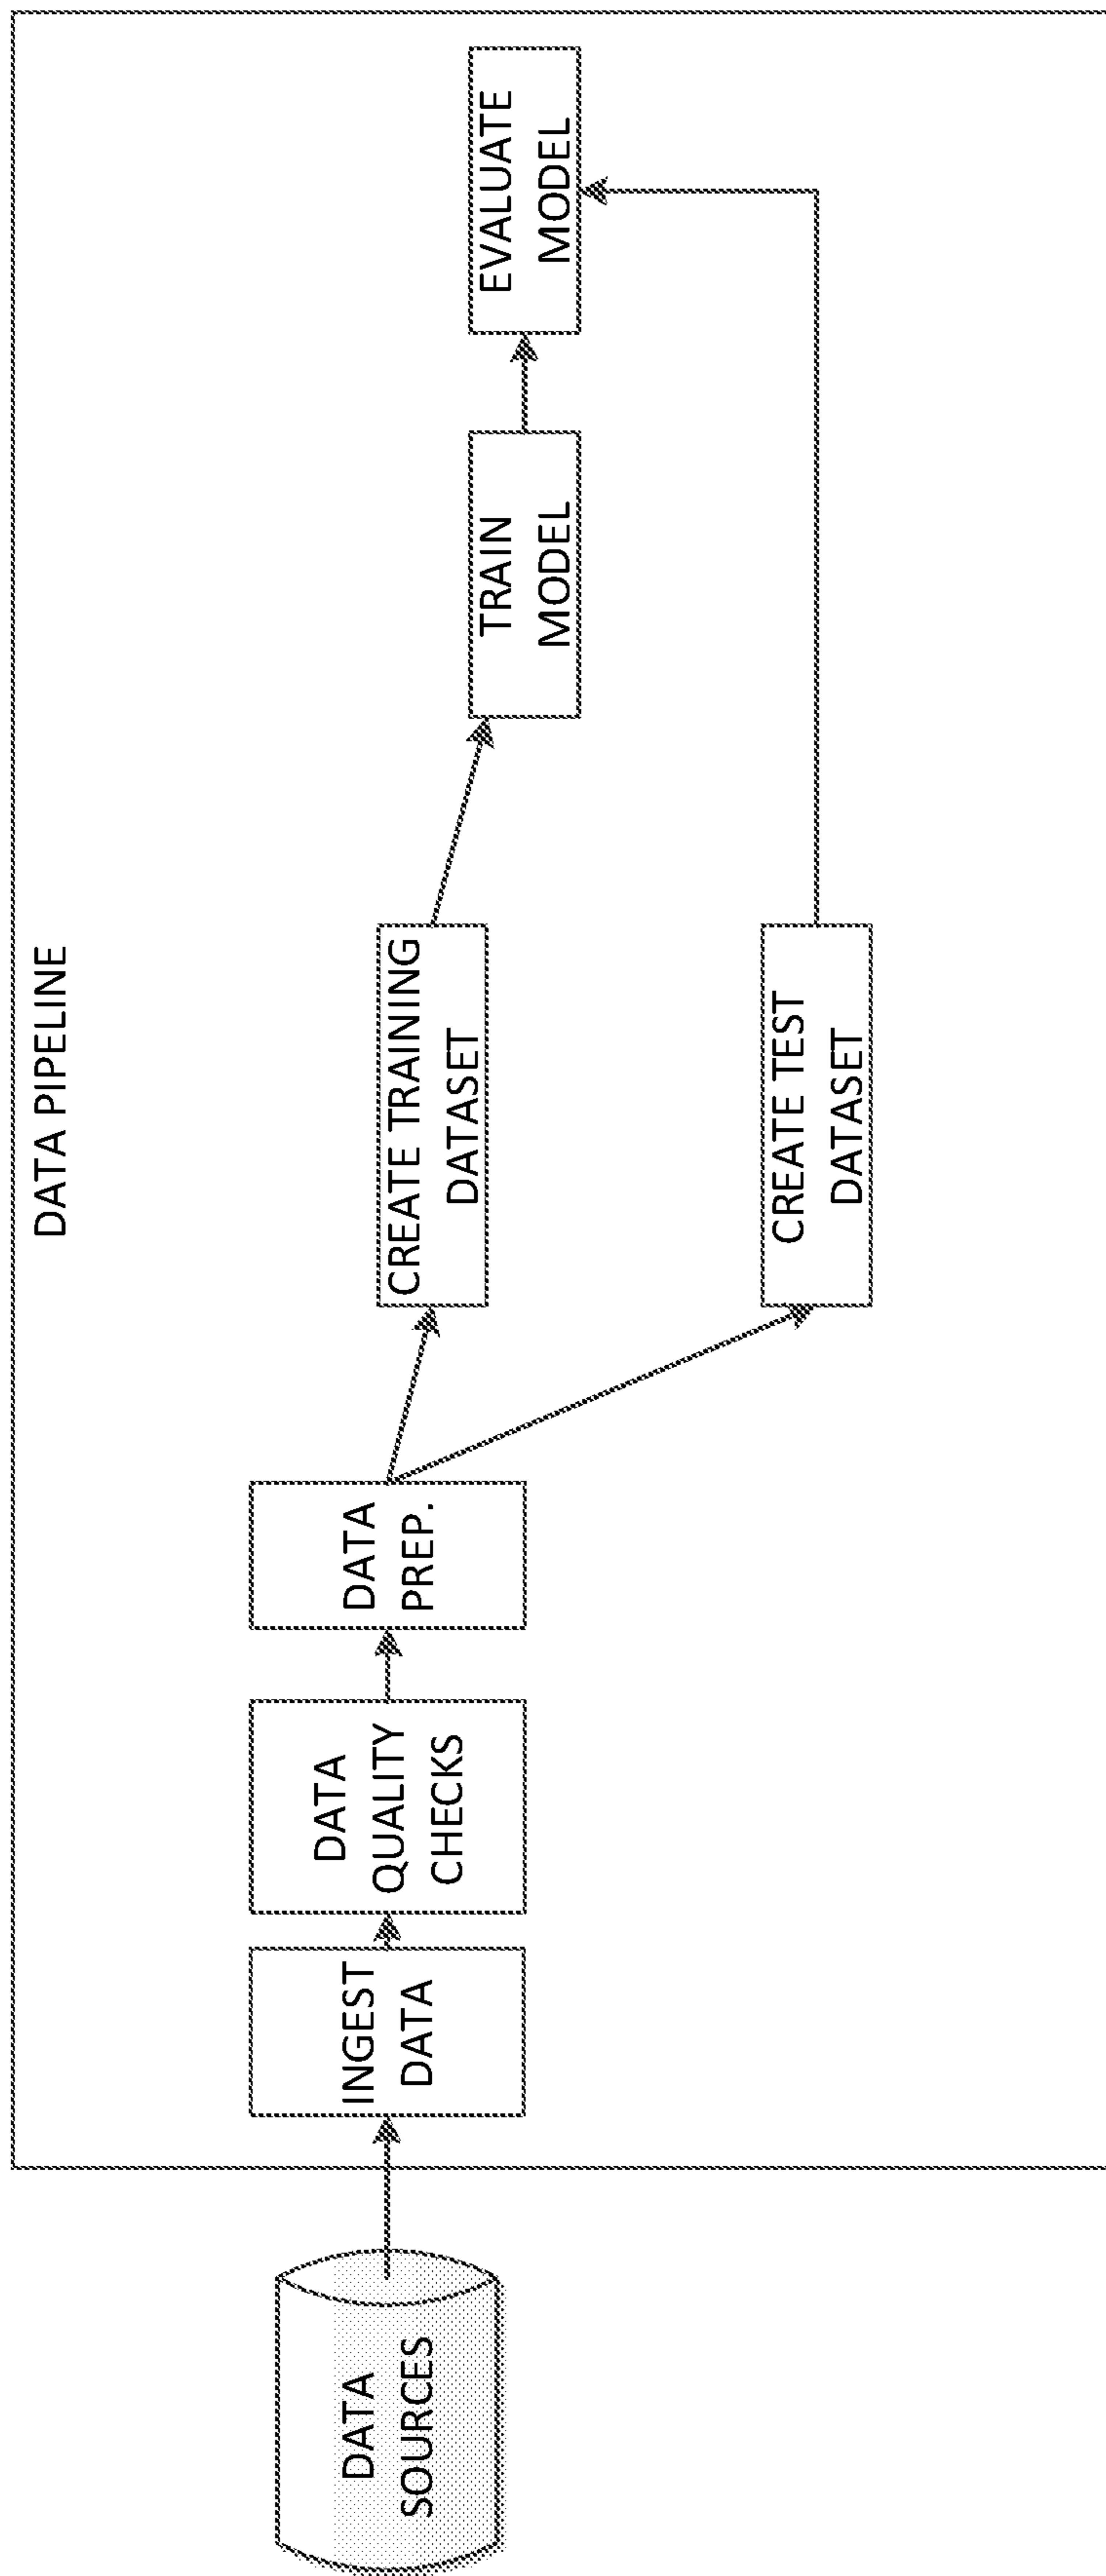 DATA PIPELINE
DATA
SOURCES
INGEST
DATA
DATA
QUALITY
CHECKS
DATA
PREP.
CREATE TRAINING
DATASET
CREATE TEST
DATASET
TRAIN
MODEL
EVALUATE
MODEL